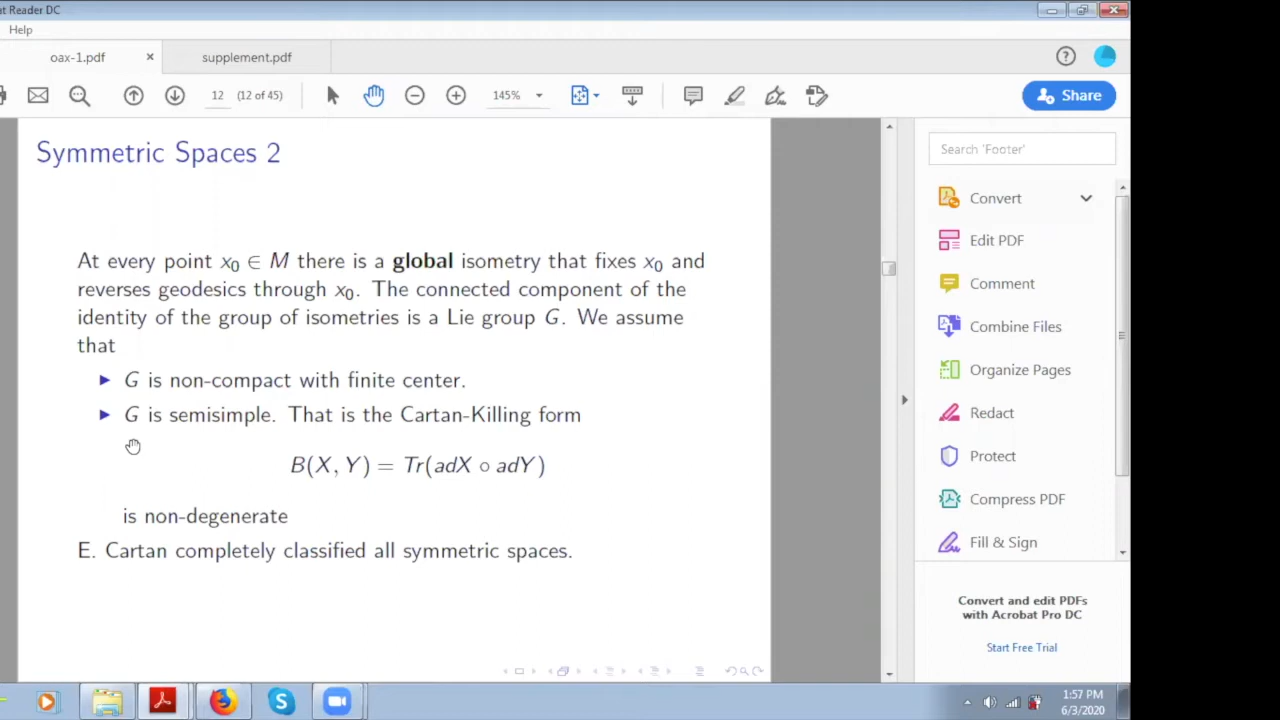 at Reader DC
Help
oax-1.pdf
supplement.pdf
12 (12 of 45)
145%
Share
Symmetric Spaces 2
At every point x₀ ∈ M there is a global isometry that fixes x₀ and
reverses geodesics through x₀. The connected component of the
identity of the group of isometries is a Lie group G. We assume
that
▶ G is non-compact with finite center.
▶ G is semisimple. That is the Cartan-Killing form
B(X, Y) = Tr(adX ∘ adY)
is non-degenerate
E. Cartan completely classified all symmetric spaces.
Search 'Footer'
Convert
Edit PDF
Comment
Combine Files
Organize Pages
Redact
Protect
Compress PDF
Fill & Sign
Convert and edit PDFs
with Acrobat Pro DC
Start Free Trial
1:57 PM
6/3/2020